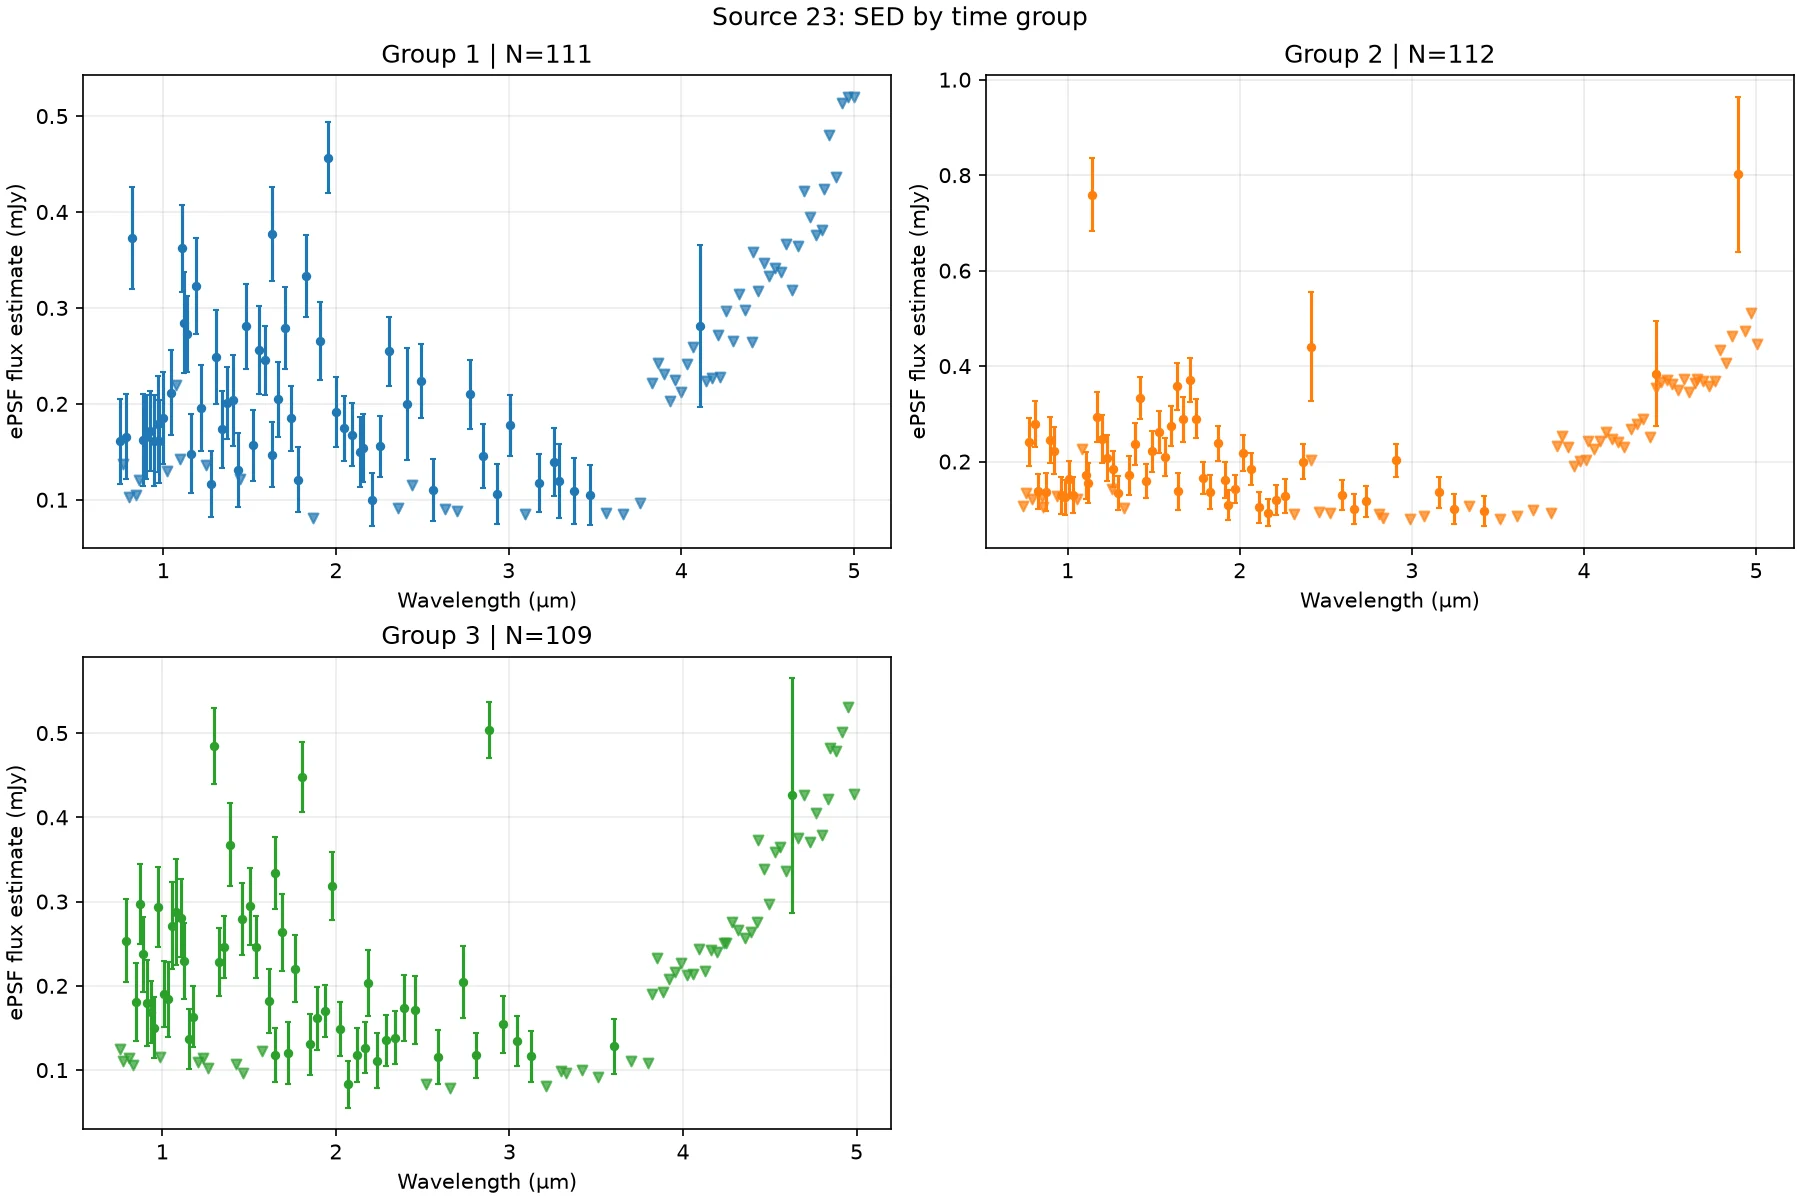 Source 23: SED by time group
Group 1 | N=111
ePSF flux estimate (mJy)
0.5
0.4
0.3
0.2
0.1
1 2 3 4 5
Wavelength (μm)
Group 2 | N=112
ePSF flux estimate (mJy)
1.0
0.8
0.6
0.4
0.2
1 2 3 4 5
Wavelength (μm)
Group 3 | N=109
ePSF flux estimate (mJy)
0.5
0.4
0.3
0.2
0.1
1 2 3 4 5
Wavelength (μm)